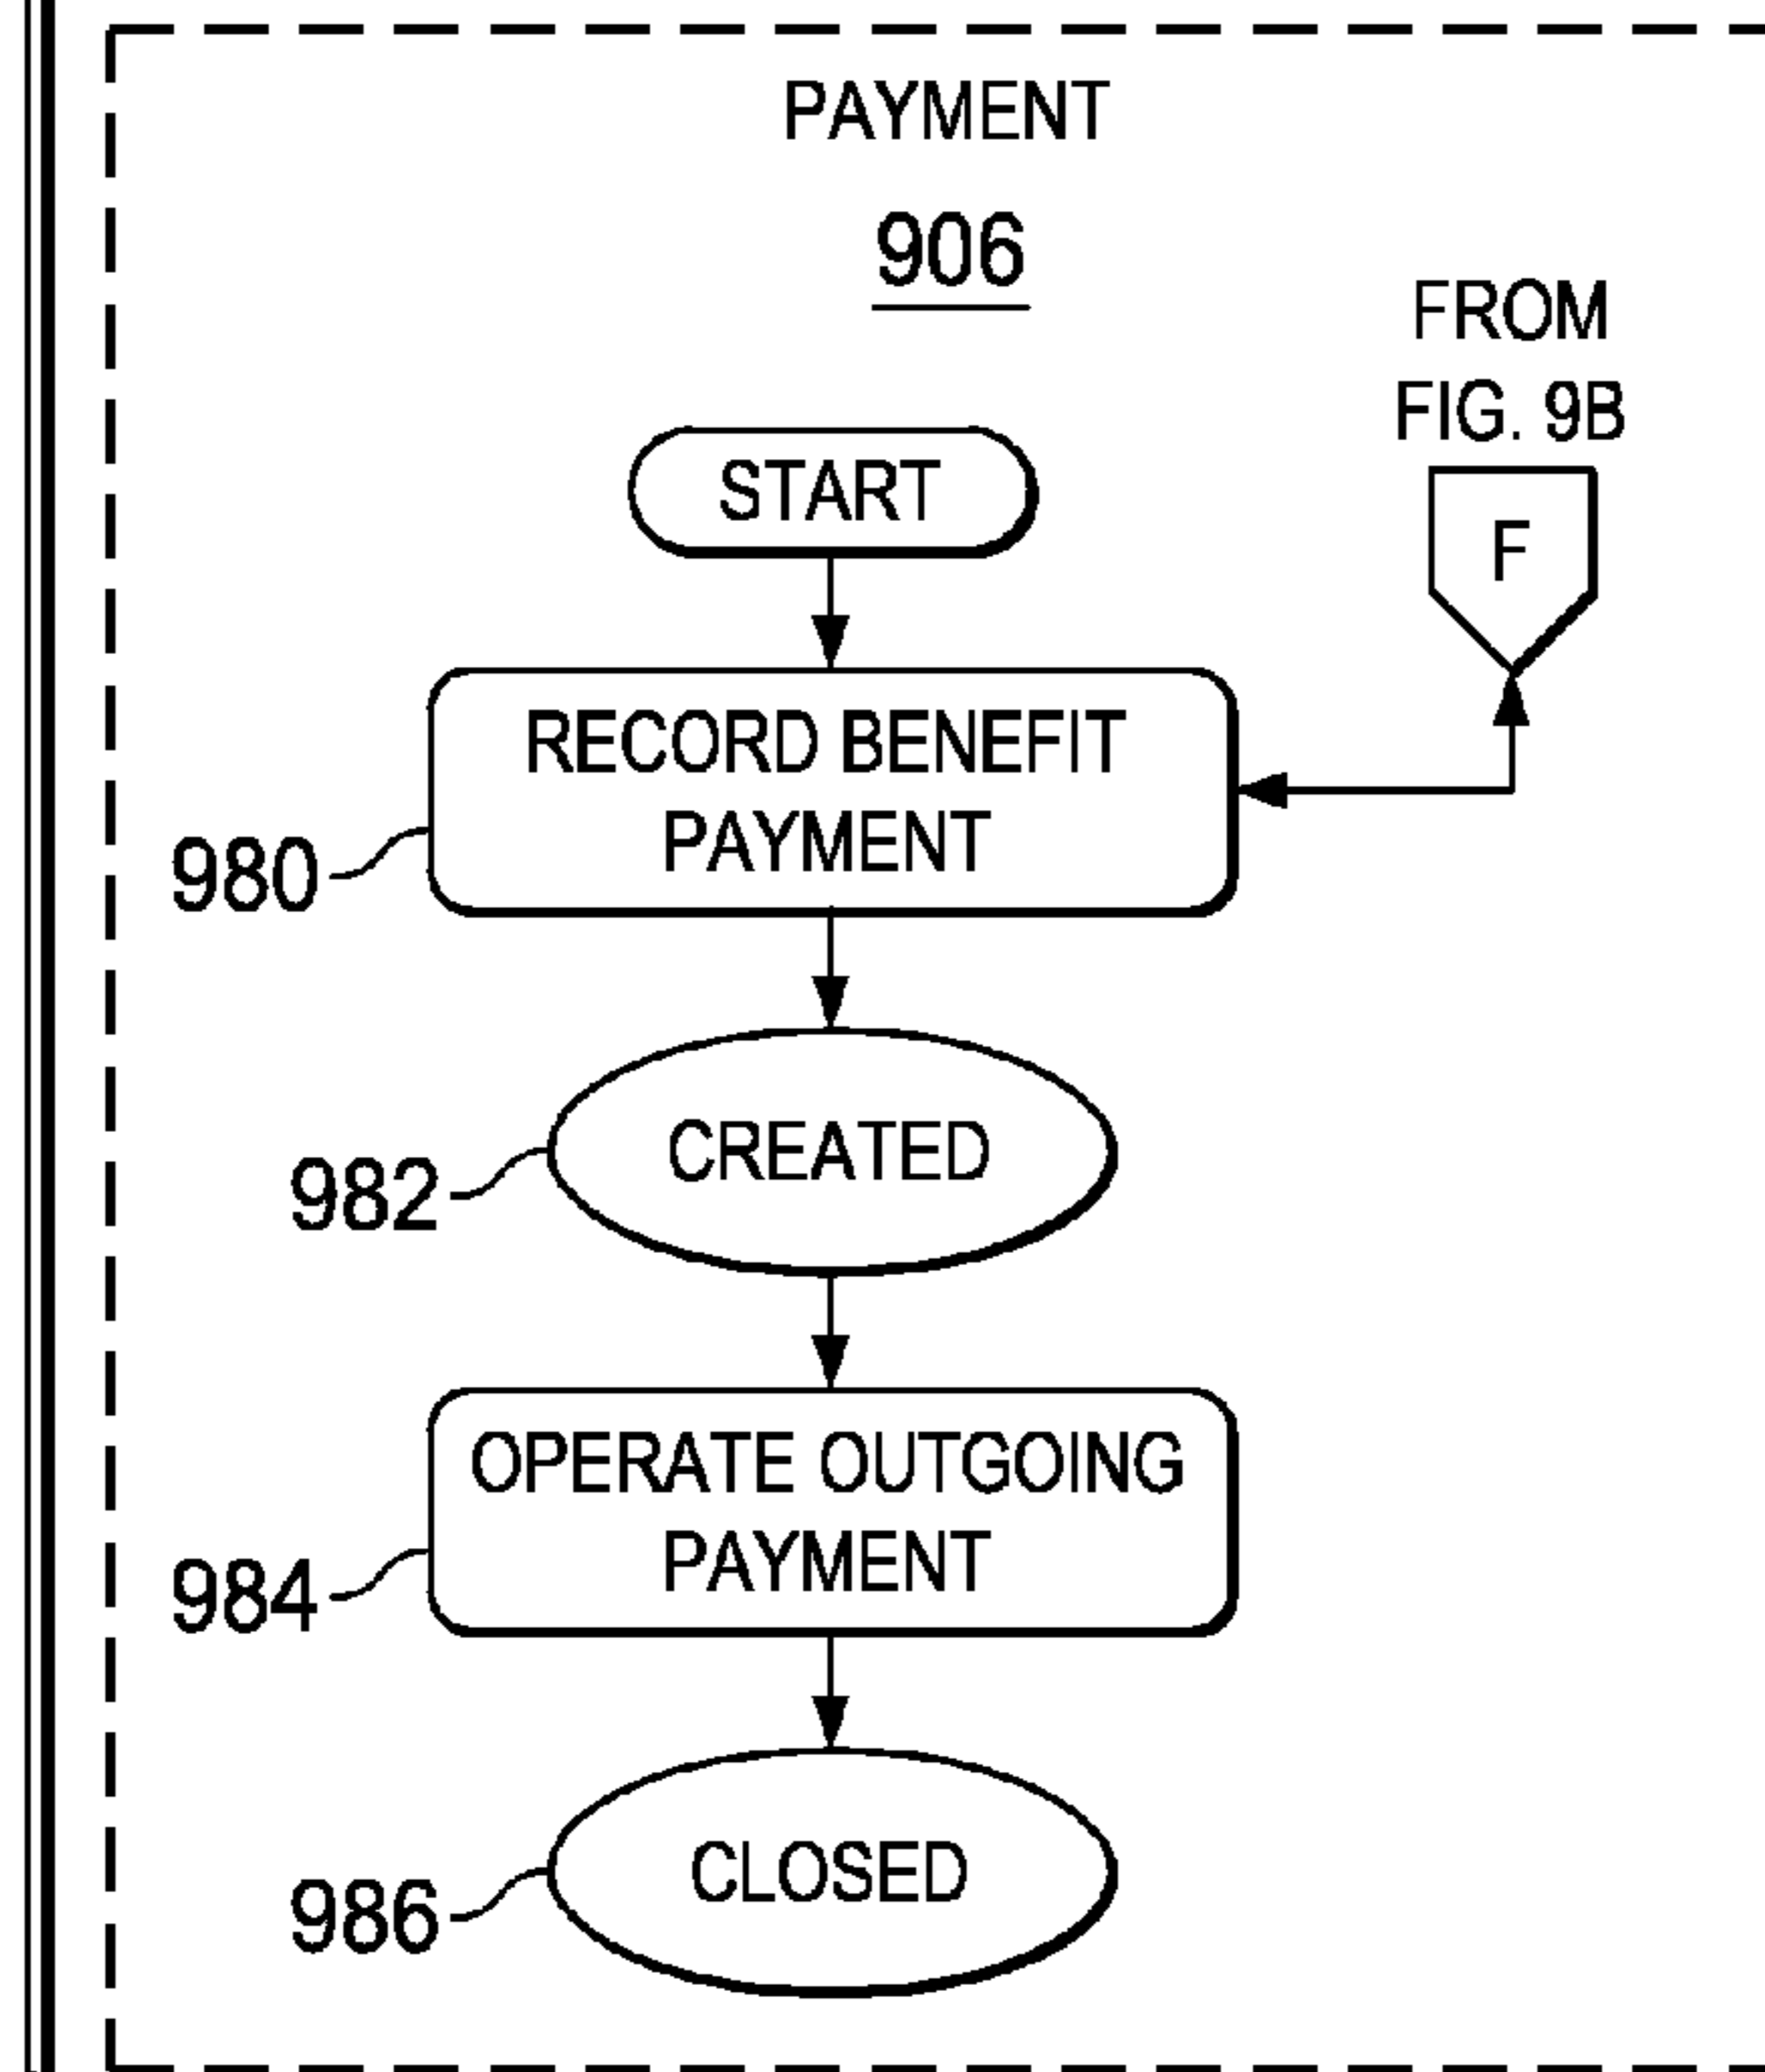 PAYMENT
906
FROM
FIG. 9B
START
F
RECORD BENEFIT
PAYMENT
980
CREATED
982
OPERATE OUTGOING
PAYMENT
984
CLOSED
986